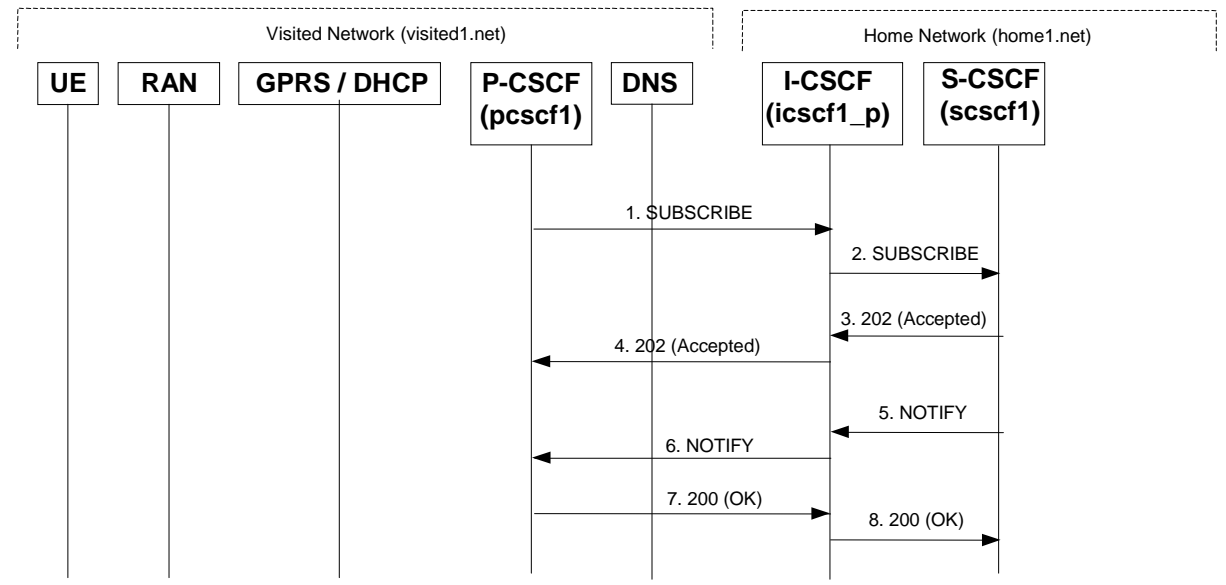 Visited Network (visited1.net)
Home Network (home1.net)
UE
RAN
GPRS / DHCP
P-CSCF
(pcscf1)
DNS
I-CSCF
(icscf1_p)
S-CSCF
(scscf1)
1. SUBSCRIBE
2. SUBSCRIBE
3. 202 (Accepted)
4. 202 (Accepted)
5. NOTIFY
6. NOTIFY
7. 200 (OK)
8. 200 (OK)